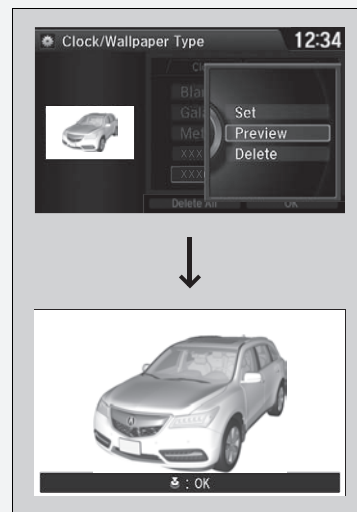 Clock/Wallpaper Type
12:34
Set
Preview
Delete
Delete All
OK
: OK